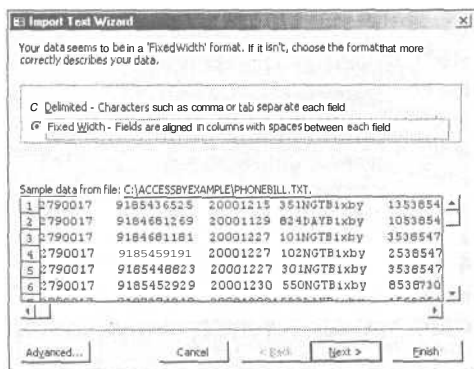 Import Text Wizard
Your data seems to be in a 'Fixed Width' format. If it isn't, choose the format that more
correctly describes your data.
Delimited - Characters such as comma or tab separate each field
Fixed Width - Fields are aligned in columns with spaces between each field
Sample data from file: C:\ACCESSBYEXAMPLE\PHONEBILL.TXT.
1 2790017 9185436525 20001215 351NGTBixby 1353854
2 2790017 9184681269 20001129 824DAYBixby 1053854
3 2790017 9184681181 20001227 101NGTBixby 3538547
4 2790017 9185459191 20001227 102NGTBixby 2538547
5 2790017 9185448823 20001227 301NGTBixby 3538547
6 2790017 9185452929 20001230 550NGTBixby 8538730
Advanced... Cancel < Back Next > Finish